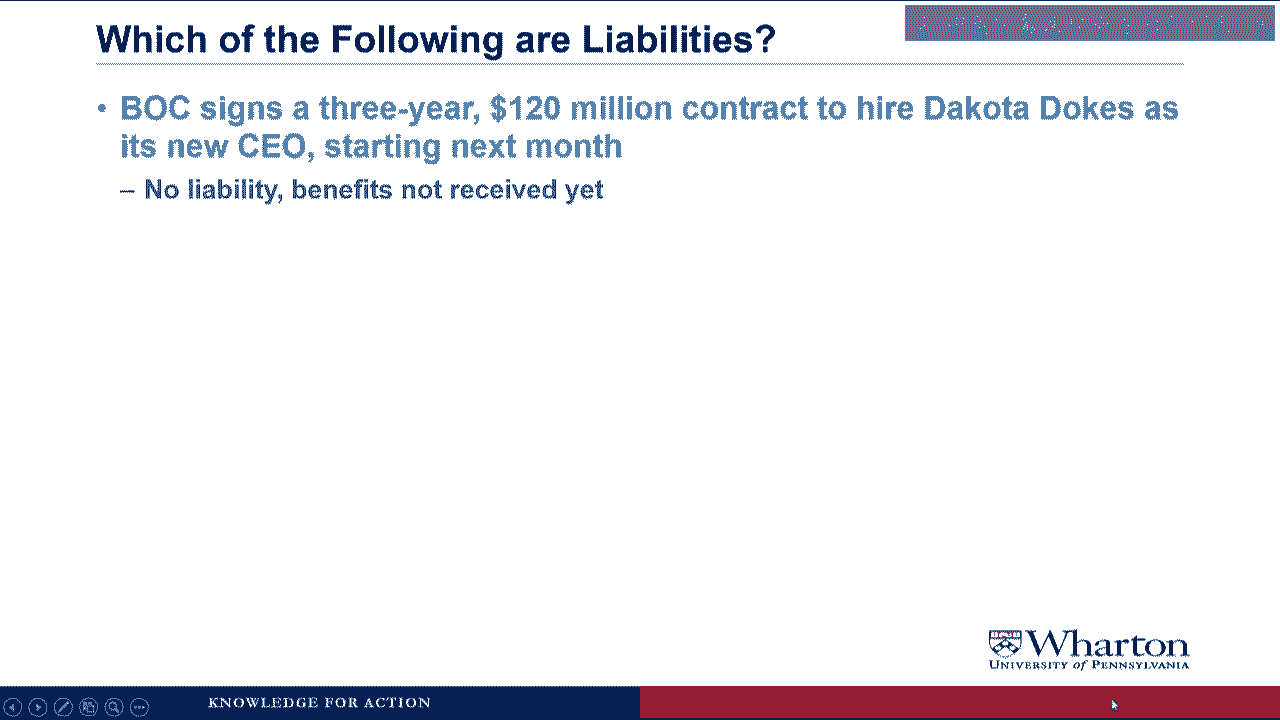 Which of the Following are Liabilities?
• BOC signs a three-year, $120 million contract to hire Dakota Dokes as
its new CEO, starting next month
– No liability, benefits not received yet
Wharton
UNIVERSITY of PENNSYLVANIA
KNOWLEDGE FOR ACTION